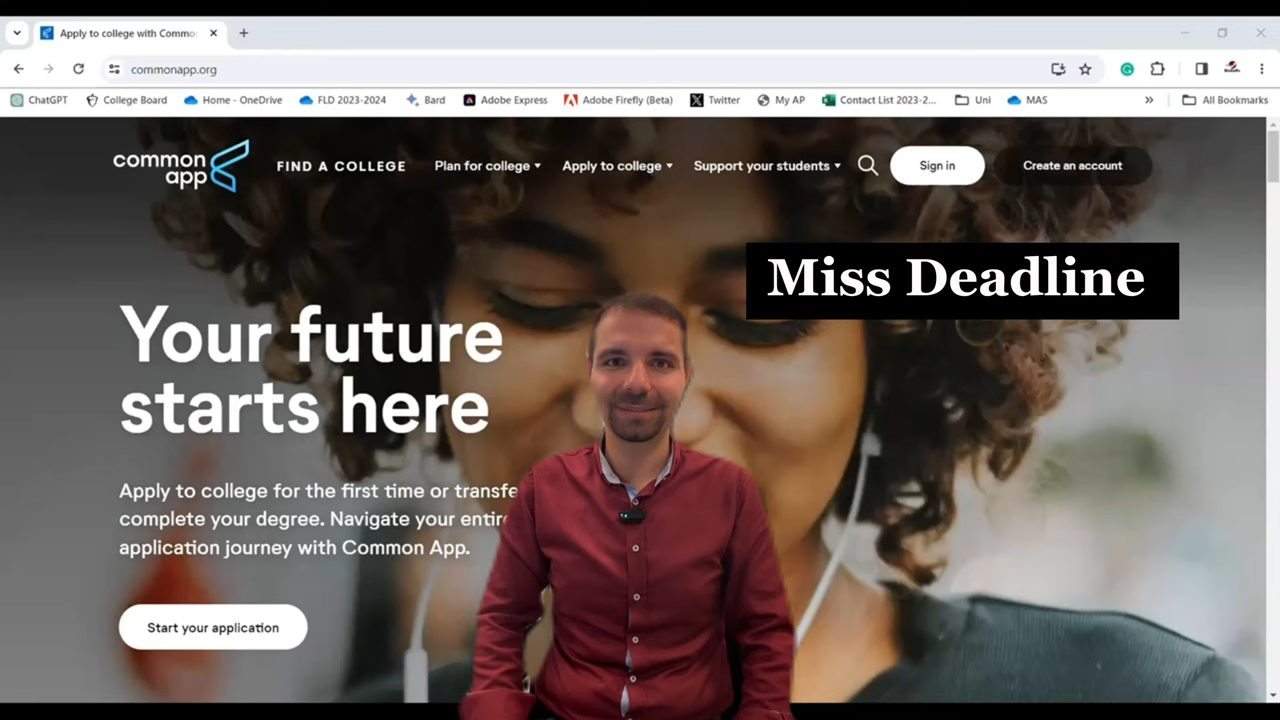 Apply to college with Commo
commonapp.org
ChatGPT
College Board
Home - OneDrive
FLD 2023-2024
Bard
Adobe Express
Adobe Firefly (Beta)
Twitter
My AP
Contact List 2023-2...
Uni
MAS
All Bookmarks
common app
FIND A COLLEGE
Plan for college
Apply to college
Support your students
Sign in
Create an account
Miss Deadline
Your future
starts here
Apply to college for the first time or transfe
complete your degree. Navigate your entir
application journey with Common App.
Start your application